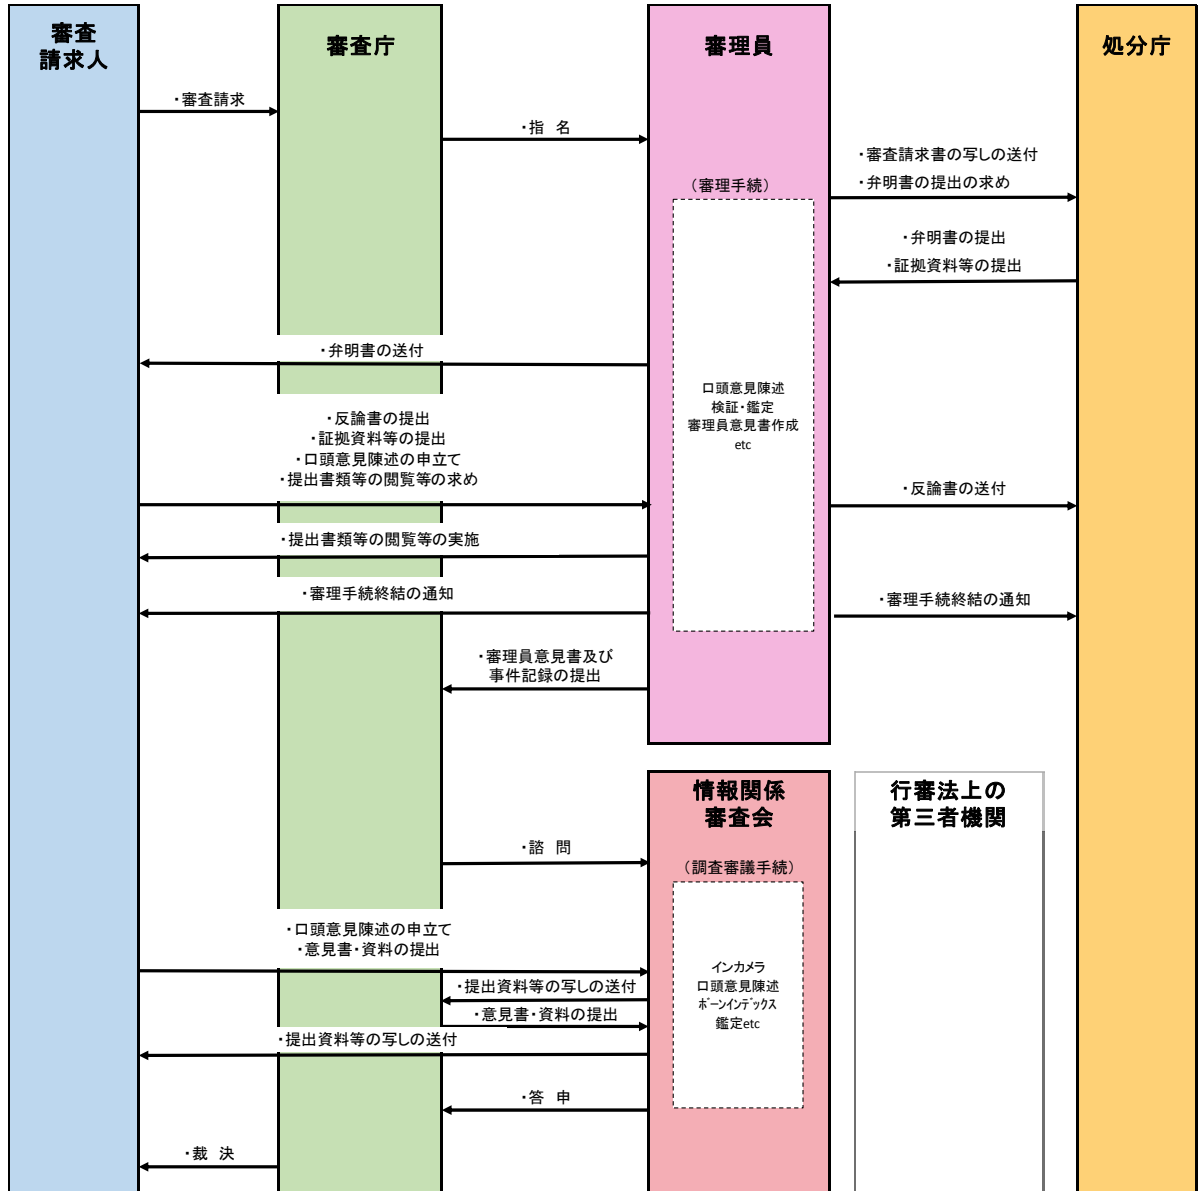 審査
請求人
審査庁
審理員
処分庁
・審査請求
・指　名
・審査請求書の写しの送付
・弁明書の提出の求め
（審理手続）
・弁明書の提出
・証拠資料等の提出
・弁明書の送付
口頭意見陳述
検証・鑑定
審理員意見書作成
etc
・反論書の提出
・証拠資料等の提出
・口頭意見陳述の申立て
・提出書類等の閲覧等の求め
・反論書の送付
・提出書類等の閲覧等の実施
・審理手続終結の通知
・審理手続終結の通知
・審理員意見書及び
事件記録の提出
情報関係
審査会
行審法上の
第三者機関
・諮　問
（調査審議手続）
・口頭意見陳述の申立て
・意見書・資料の提出
インカメラ
口頭意見陳述
ﾎﾞｰﾝｲﾝﾃﾞｯｸｽ
鑑定etc
・提出資料等の写しの送付
・意見書・資料の提出
・提出資料等の写しの送付
・答　申
・裁　決